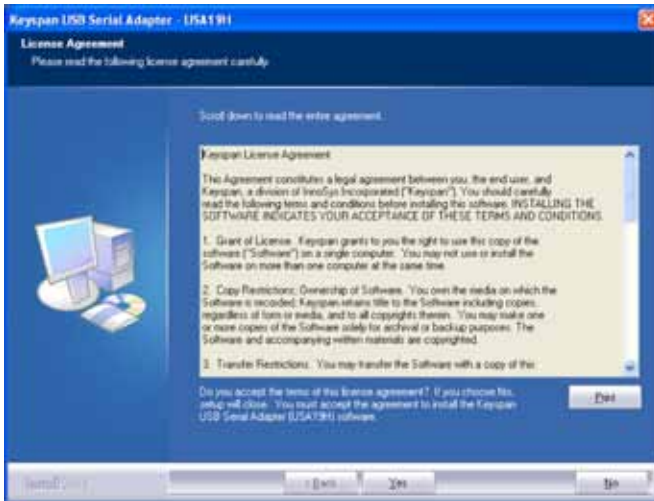 Keyspan USB Serial Adapter - USA19H
License Agreement
Please read the following license agreement carefully
Scroll down to read the entire agreement.
Keyspan License Agreement
This Agreement constitutes a legal agreement between you, the end user, and
Keyspan, a division of InnoSys Incorporated ("Keyspan"). You should carefully
read the following terms and conditions before installing this software. INSTALLING THE
SOFTWARE INDICATES YOUR ACCEPTANCE OF THESE TERMS AND CONDITIONS.
1. Grant of License. Keyspan grants to you the right to use this copy of the
software ("Software") on a single computer. You may not use or install the
Software on more than one computer at the same time.
2. Copy Restrictions; Ownership of Software. You own the media on which the
Software is recorded; Keyspan retains title to the Software including copies,
regardless of form or media, and to all copyrights therein. You may make one
or more copies of the Software solely for archival or backup purposes. The
Software and accompanying written materials are copyrighted.
3. Transfer Restrictions. You may transfer the Software with a copy of this
Do you accept the terms of this license agreement? If you choose No,
setup will close. You must accept the agreement to install the Keyspan
USB Serial Adapter (USA19H) software.
Print
< Back
Yes
No